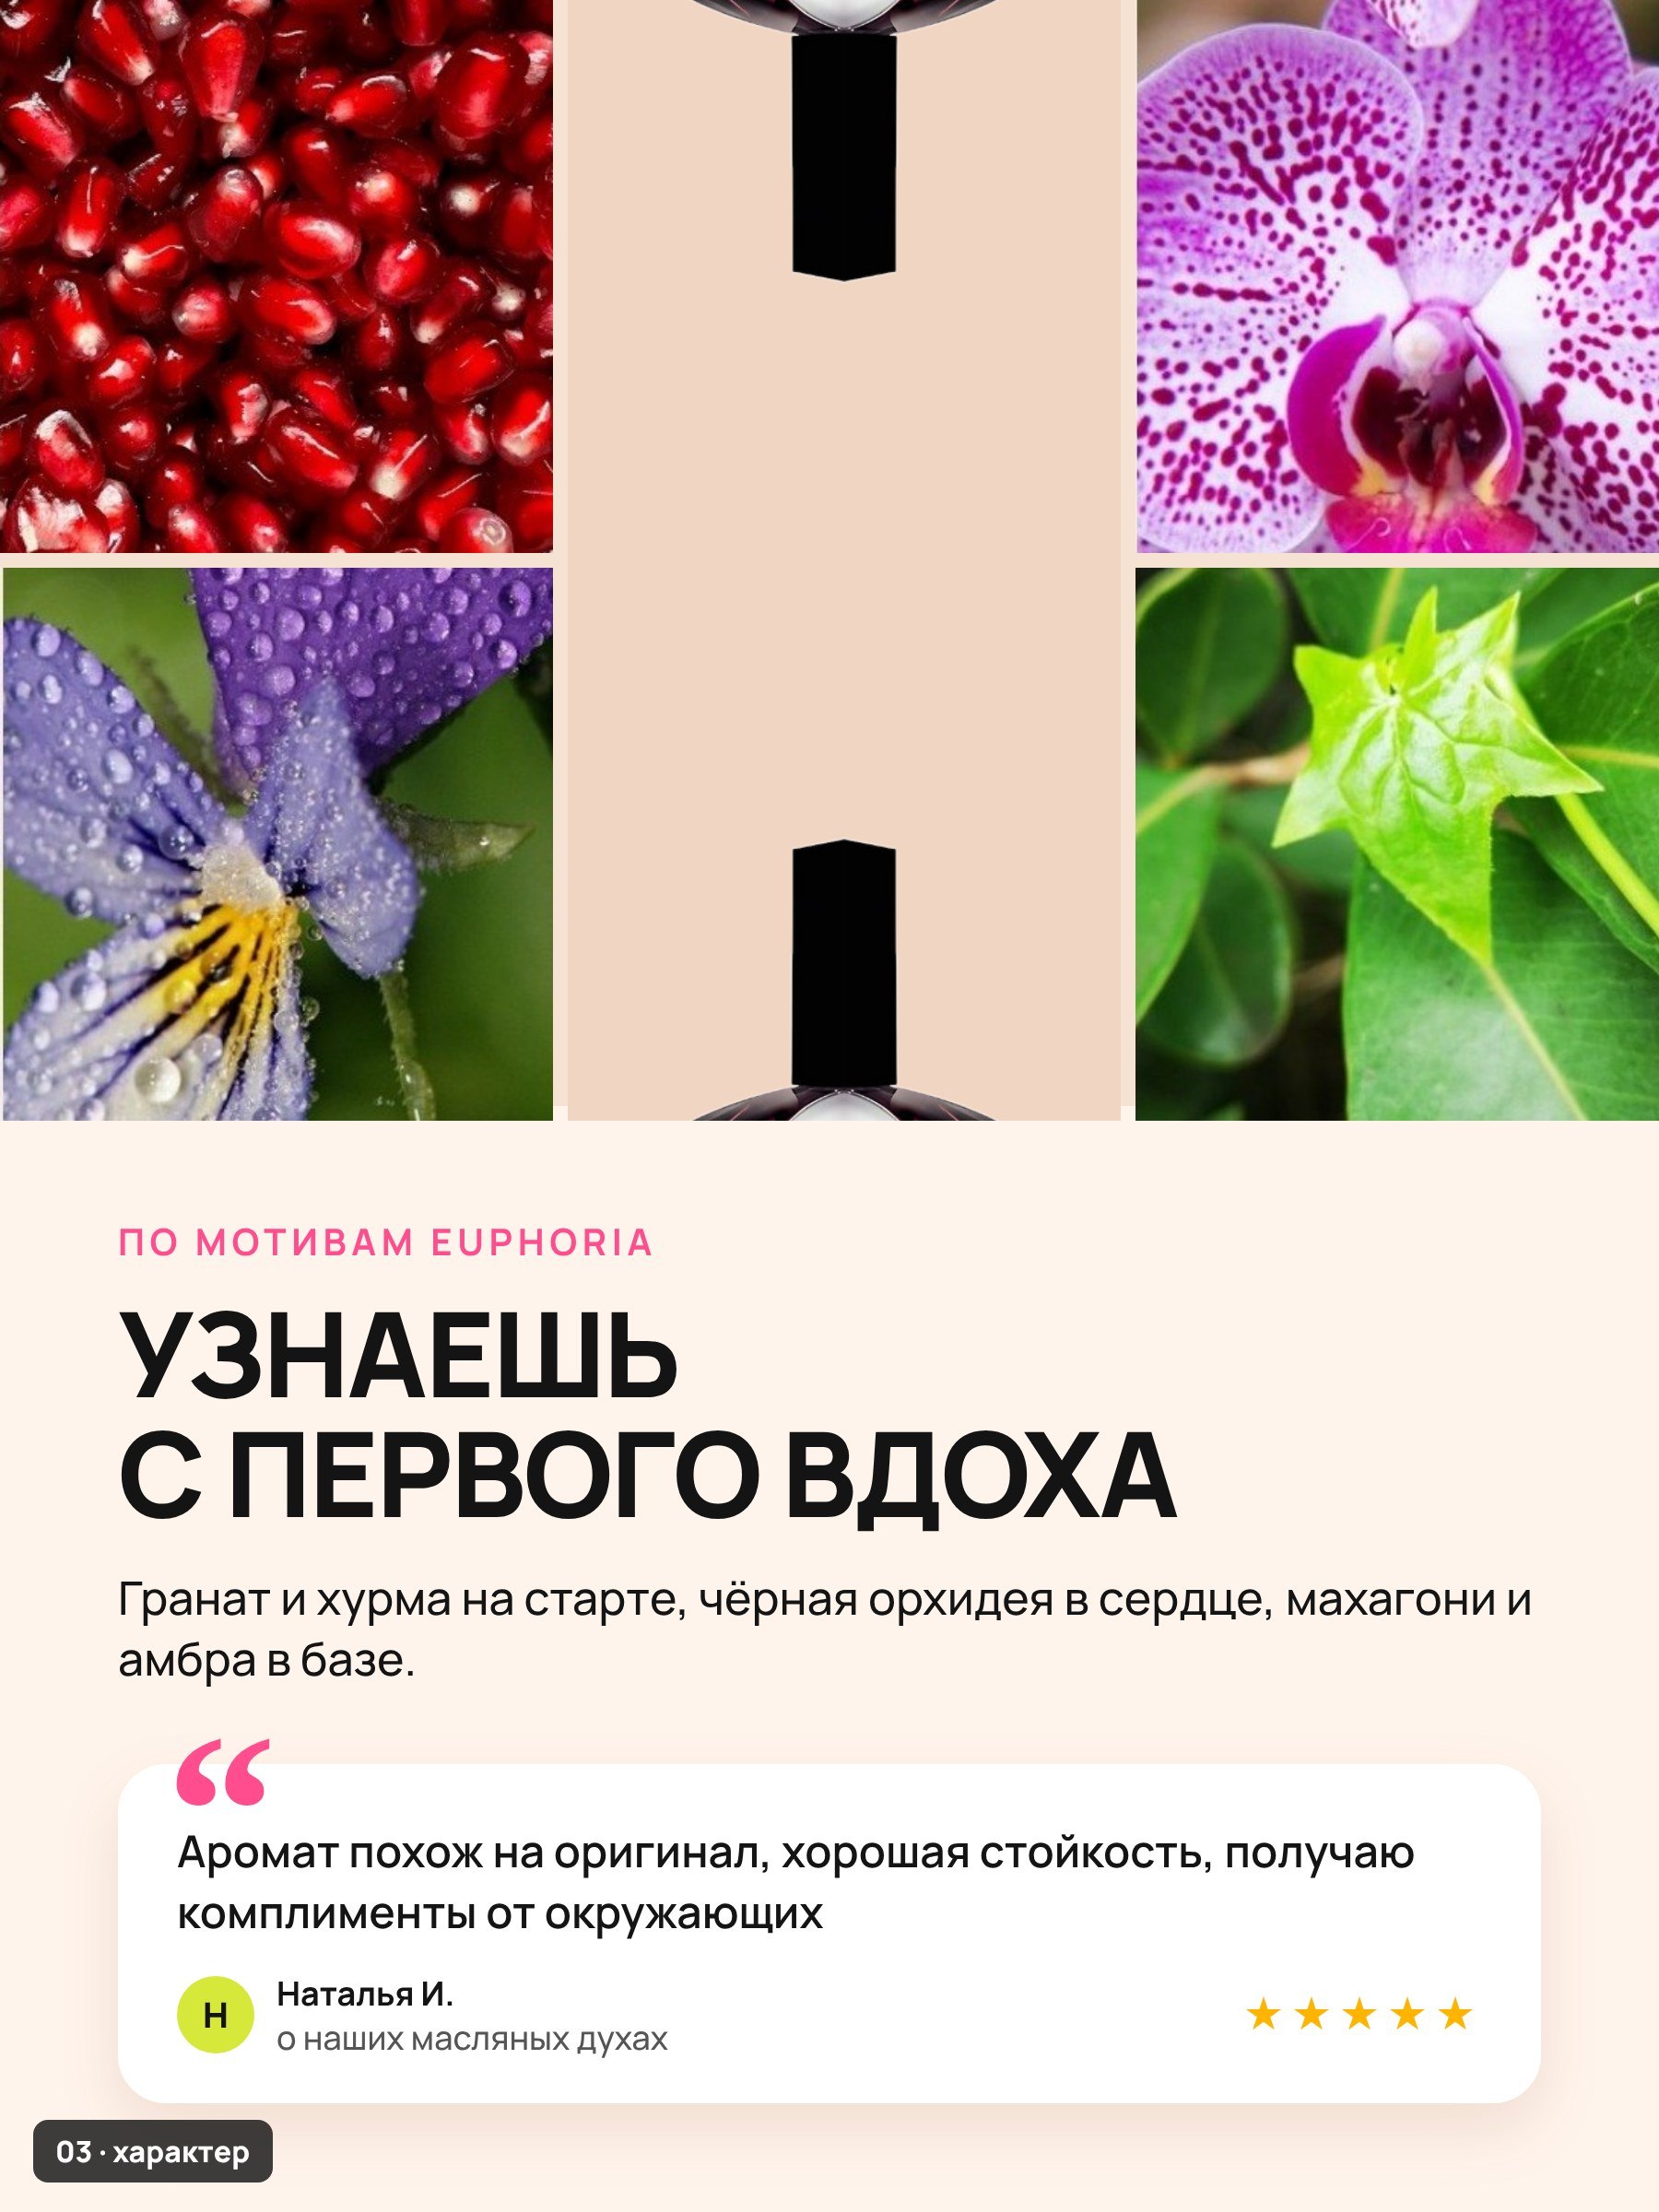 ПО МОТИВАМ EUPHORIA
УЗНАЕШЬ
С ПЕРВОГО ВДОХА
Гранат и хурма на старте, чёрная орхидея в сердце, махагони и
амбра в базе.
“
Аромат похож на оригинал, хорошая стойкость, получаю
комплименты от окружающих
Н
Наталья И.
о наших масляных духах
★★★★★
03 · характер